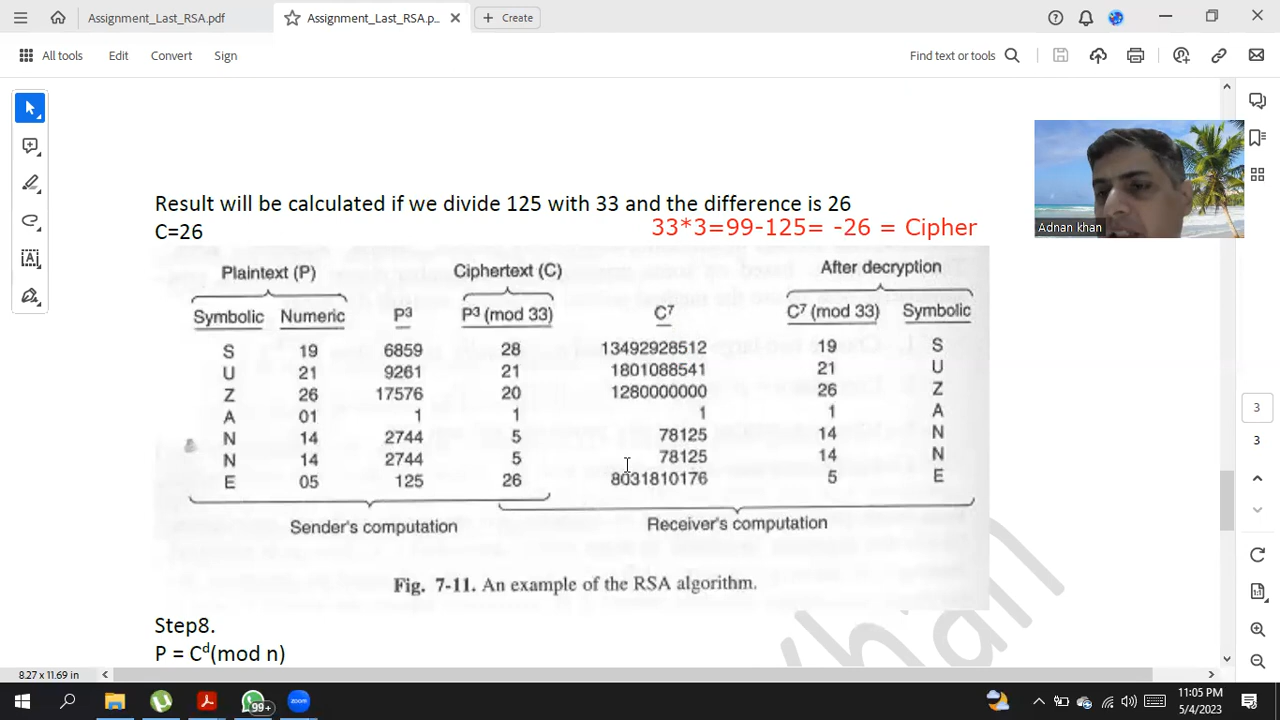 Assignment_Last_RSA.pdf
Assignment_Last_RSA.p...
Create
All tools Edit Convert Sign
Find text or tools
Result will be calculated if we divide 125 with 33 and the difference is 26
C=26
33*3=99-125= -26 = Cipher
Adnan khan
Plaintext (P) Ciphertext (C) After decryption
Symbolic Numeric P³ P³ (mod 33) C⁷ C⁷ (mod 33) Symbolic
S 19 6859 28 13492928512 19 S
U 21 9261 21 1801088541 21 U
Z 26 17576 20 1280000000 26 Z
A 01 1 1 1 1 A
N 14 2744 5 78125 14 N
N 14 2744 5 78125 14 N
E 05 125 26 8031810176 5 E
Sender's computation Receiver's computation
Fig. 7-11. An example of the RSA algorithm.
Step8.
P = Cᵈ(mod n)
3
3
8.27 x 11.69 in
99+
zoom
11:05 PM
5/4/2023